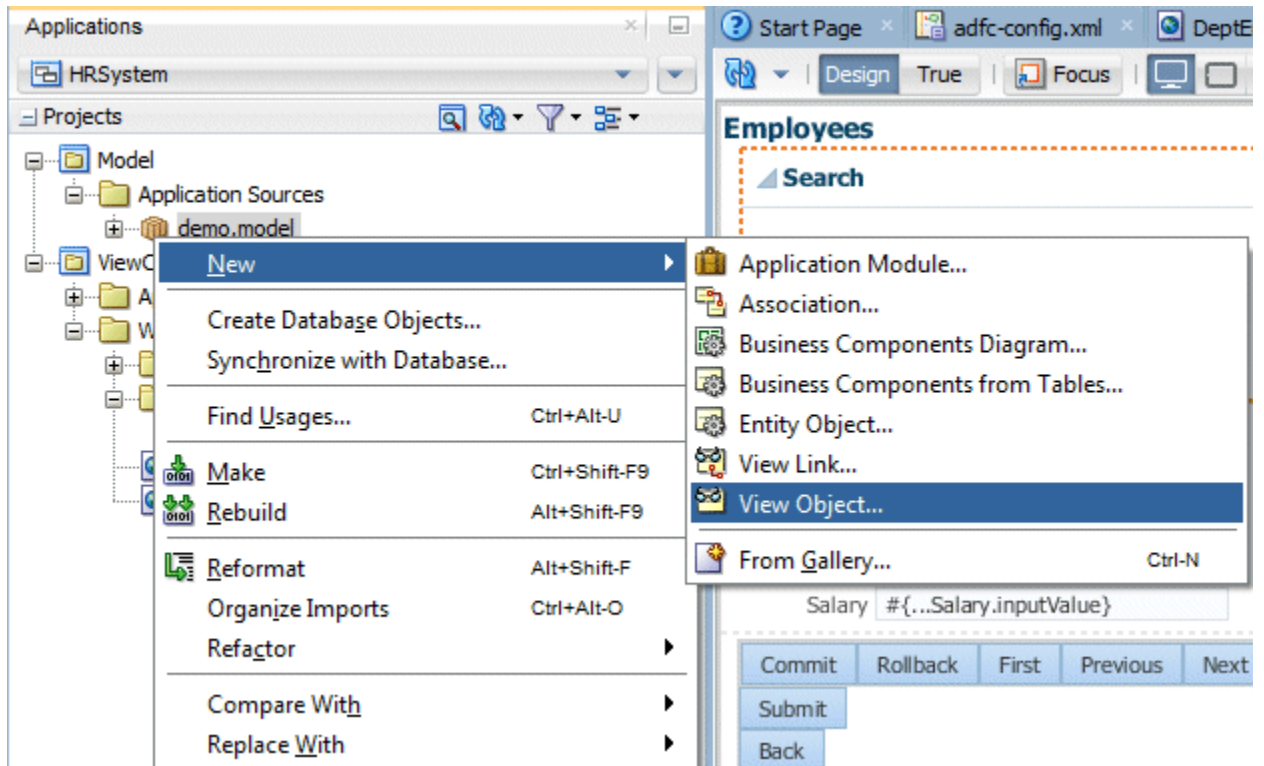 Applications
HRSystem
Projects
Model
Application Sources
demo.model
ViewC
A
W
New
Create Database Objects...
Synchronize with Database...
Find Usages... Ctrl+Alt-U
Make Ctrl+Shift-F9
Rebuild Alt+Shift-F9
Reformat Alt+Shift-F
Organize Imports Ctrl+Alt-O
Refactor
Compare With
Replace With
Application Module...
Association...
Business Components Diagram...
Business Components from Tables...
Entity Object...
View Link...
View Object...
From Gallery... Ctrl-N
Start Page adfc-config.xml DeptE
Design True Focus
Employees
Search
Salary #{...Salary.inputValue}
Commit Rollback First Previous Next
Submit
Back